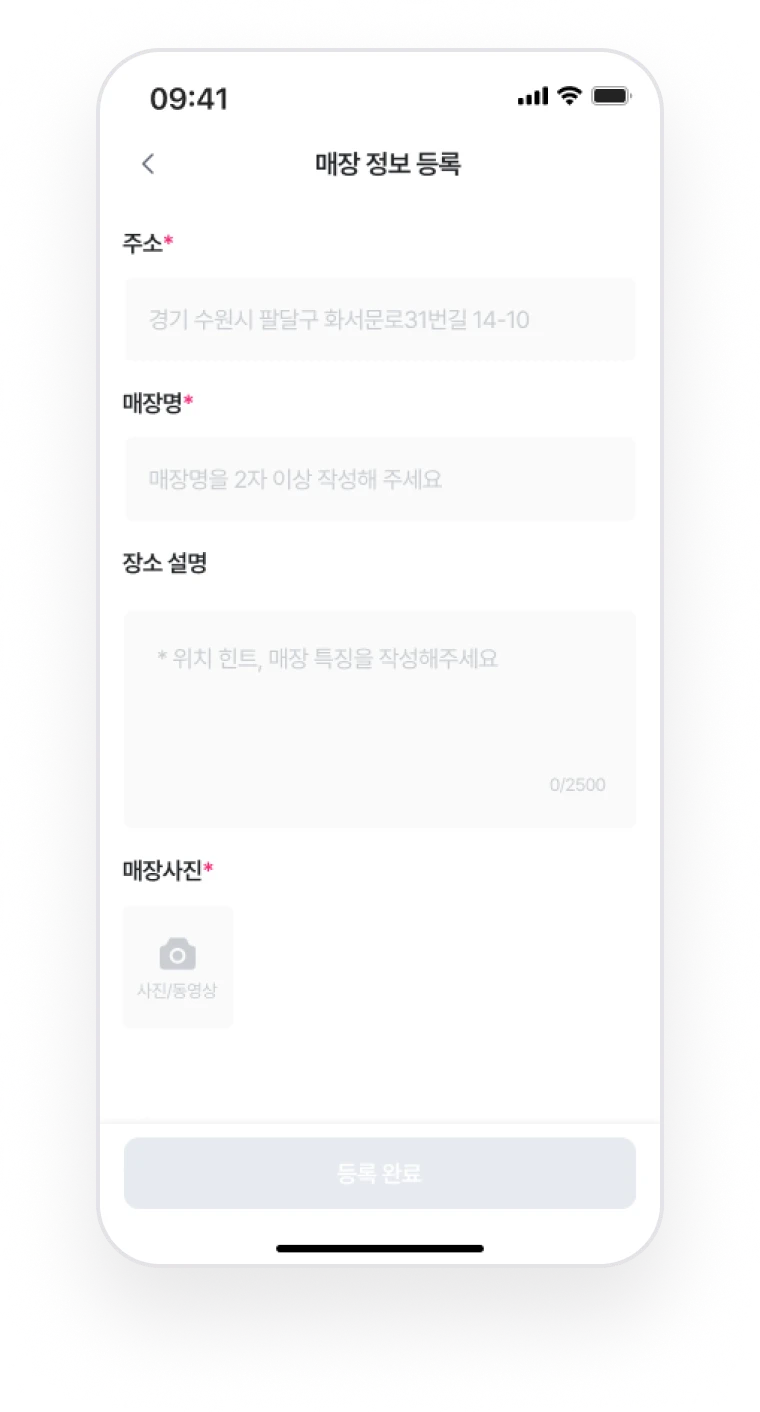 09:41
매장 정보 등록
주소*
경기 수원시 팔달구 화서문로31번길 14-10
매장명*
매장명을 2자 이상 작성해 주세요
장소 설명
* 위치 힌트, 매장 특징을 작성해주세요
0/2500
매장사진*
사진/동영상
등록 완료